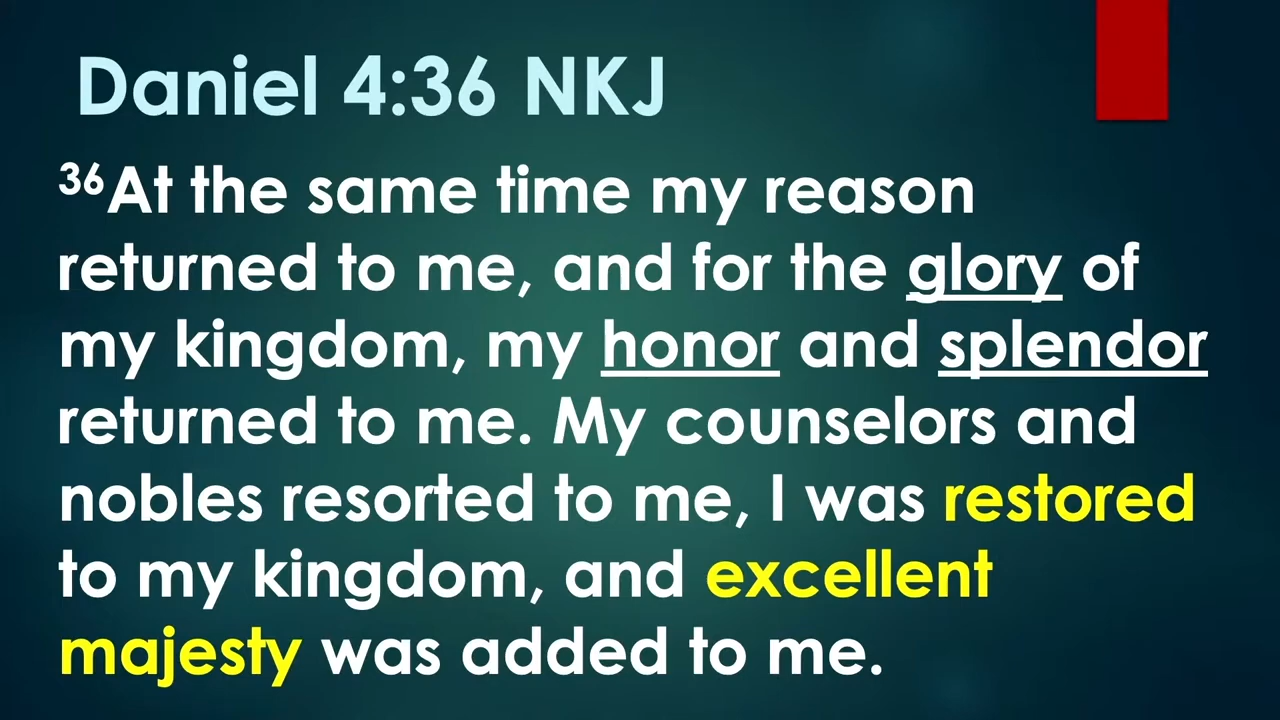 Daniel 4:36 NKJ
36At the same time my reason
returned to me, and for the glory of
my kingdom, my honor and splendor
returned to me. My counselors and
nobles resorted to me, I was restored
to my kingdom, and excellent
majesty was added to me.